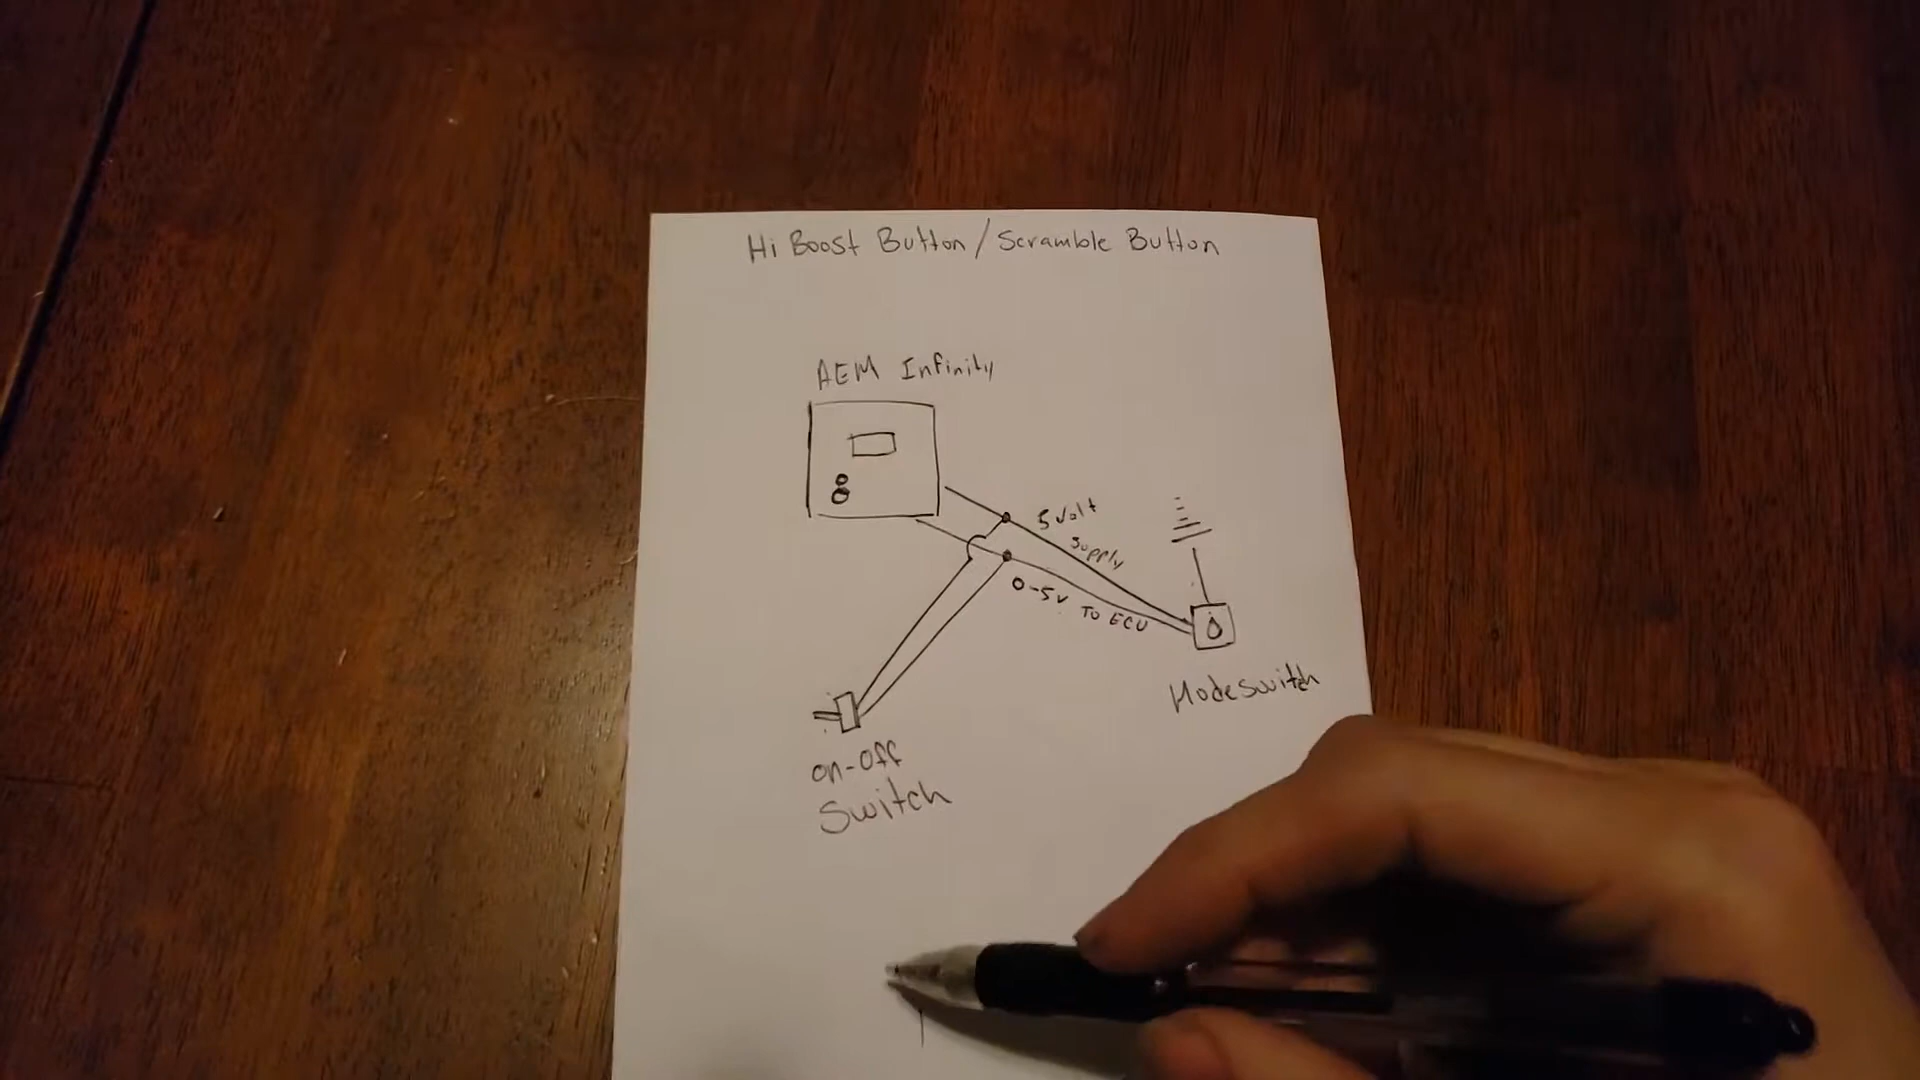 Hi Boost Button / Scramble Button
AEM Infinity
5 volt
supply
0-5v TO ECU
Modeswitch
on-off
Switch